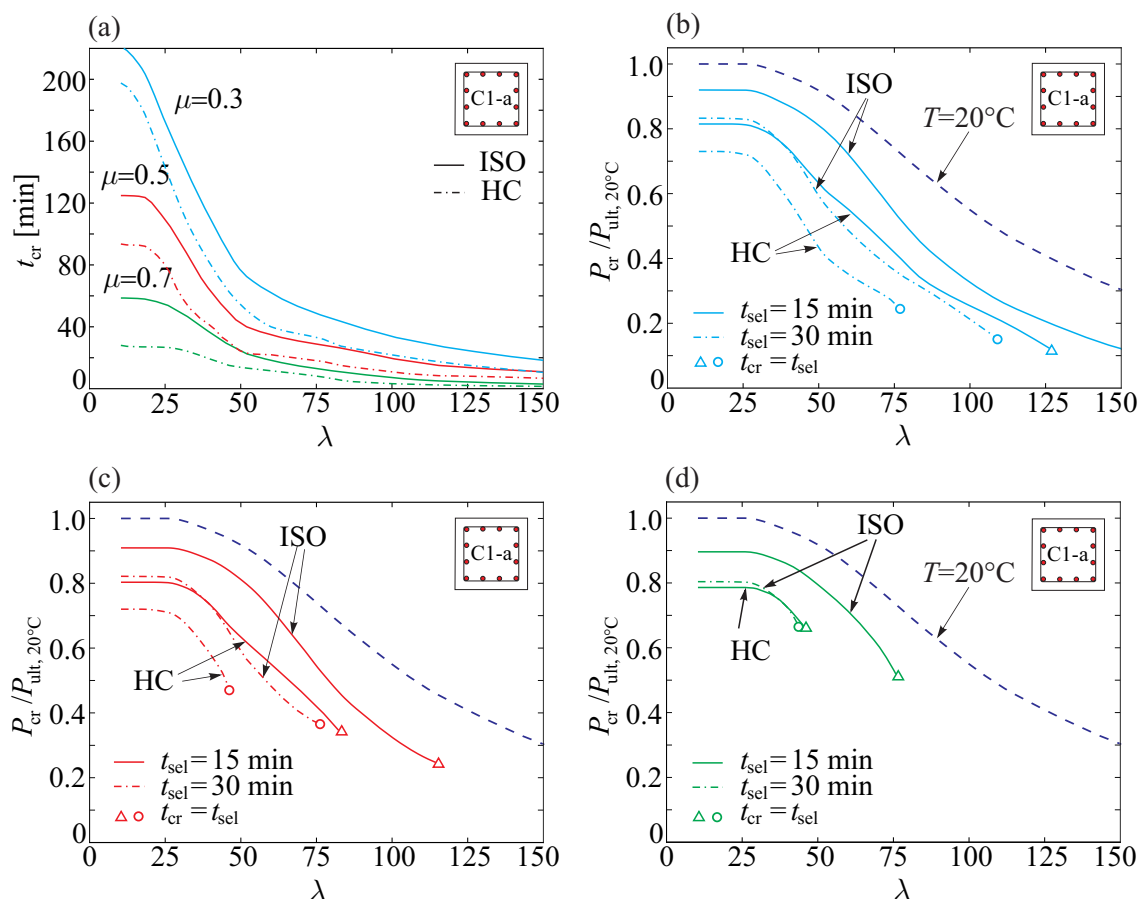 (a)
200
160
120
80
40
0
t_cr [min]
μ=0.3
μ=0.5
μ=0.7
C1-a
ISO
HC
0 25 50 75 100 125 150
λ
(b)
1.0
0.8
0.6
0.4
0.2
0
P_cr /P_ult, 20°C
ISO
T=20°C
C1-a
HC
t_sel = 15 min
t_sel = 30 min
t_cr = t_sel
0 25 50 75 100 125 150
λ
(c)
1.0
0.8
0.6
0.4
0.2
0
P_cr /P_ult, 20°C
ISO
C1-a
HC
t_sel = 15 min
t_sel = 30 min
t_cr = t_sel
0 25 50 75 100 125 150
λ
(d)
1.0
0.8
0.6
0.4
0.2
0
P_cr /P_ult, 20°C
ISO
T=20°C
C1-a
HC
t_sel = 15 min
t_sel = 30 min
t_cr = t_sel
0 25 50 75 100 125 150
λ